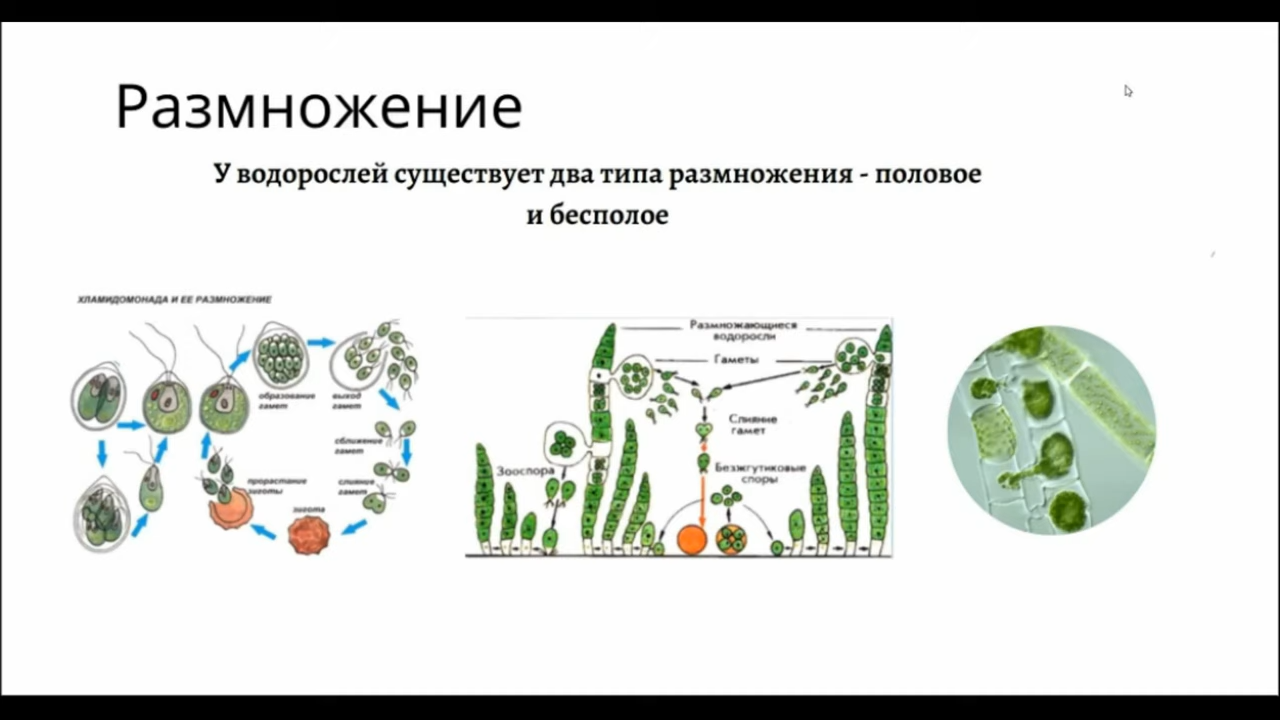 Размножение
У водорослей существует два типа размножения - половое
и бесполое
ХЛАМИДОМОНАДА И ЕЕ РАЗМНОЖЕНИЕ
образование
гамет
выход
гамет
сближение
гамет
слияние
гамет
зигота
прорастание
зиготы
Размножающиеся
водоросли
Гаметы
Слияние
гамет
Зооспора
Безжгутиковые
споры